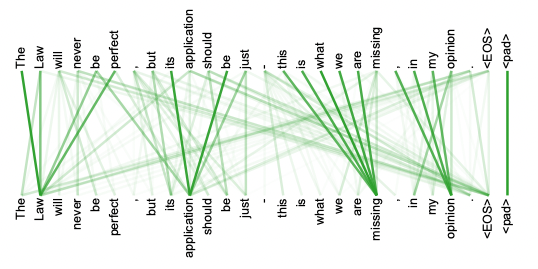 The Law will never be perfect , but its application should be just - this is what we are missing , in my opinion . <EOS> <pad>
The Law will never be perfect , but its application should be just - this is what we are missing , in my opinion . <EOS> <pad>